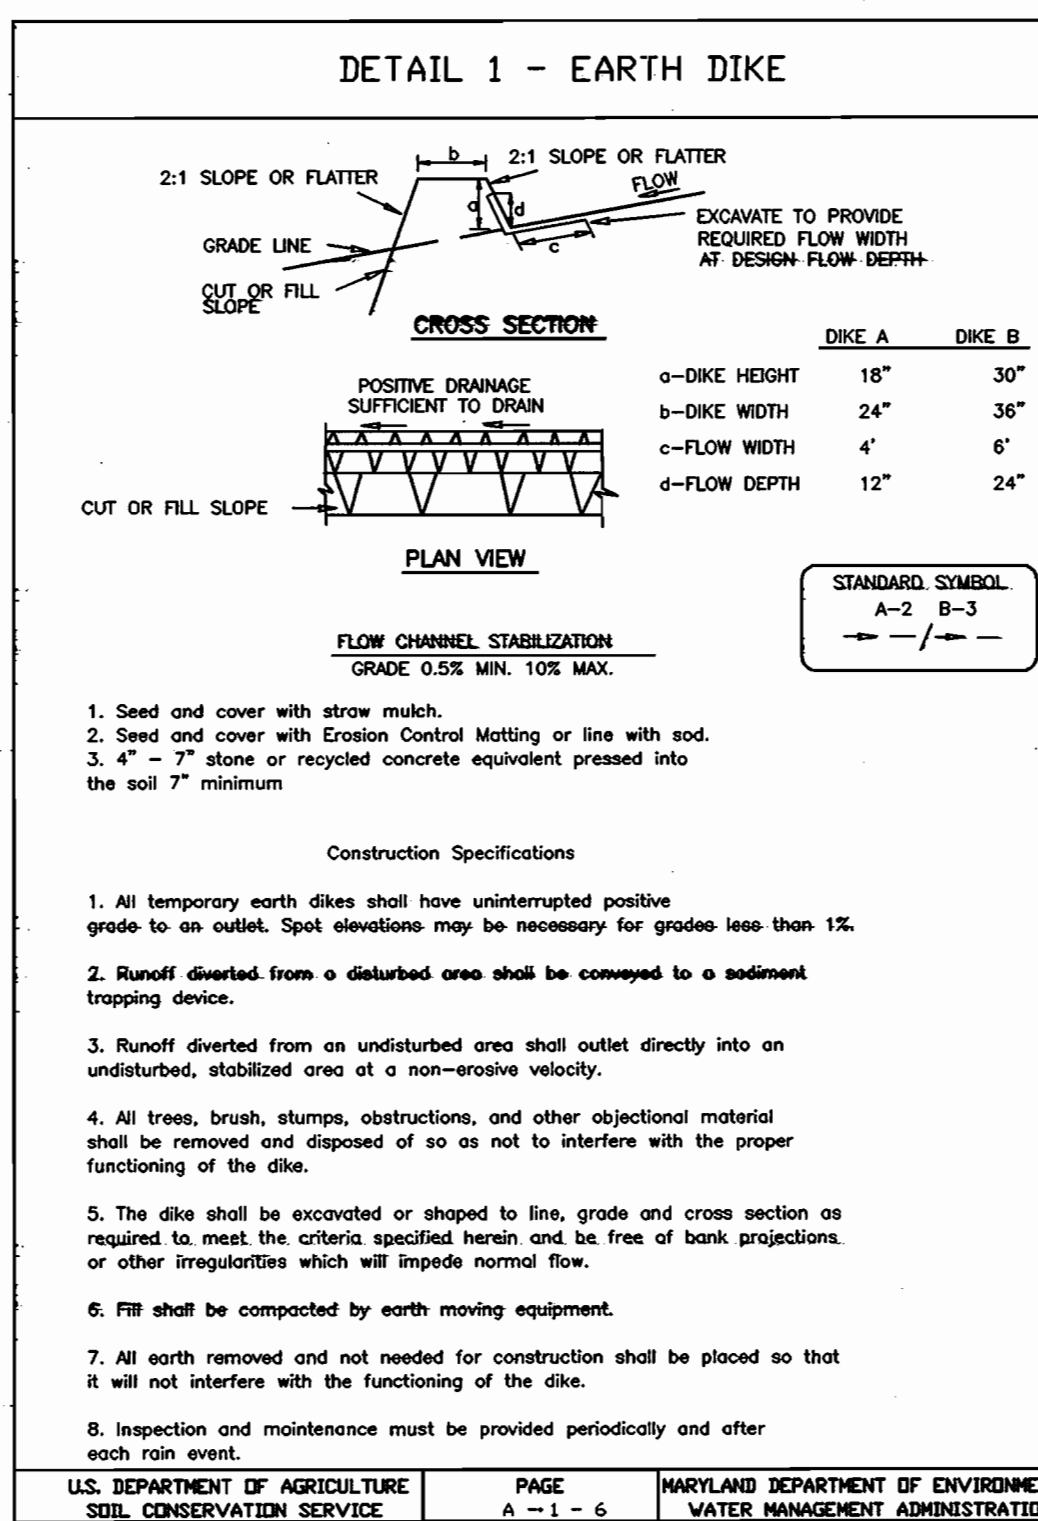 DETAIL 1 - EARTH DIKE
b
2:1 SLOPE OR FLATTER
2:1 SLOPE OR FLATTER
FLOW
a
d
EXCAVATE TO PROVIDE
REQUIRED FLOW WIDTH
AT DESIGN FLOW DEPTH
GRADE LINE
c
CUT OR FILL
SLOPE
CROSS SECTION
DIKE A DIKE B
a-DIKE HEIGHT 18" 30"
b-DIKE WIDTH 24" 36"
c-FLOW WIDTH 4' 6'
d-FLOW DEPTH 12" 24"
POSITIVE DRAINAGE
SUFFICIENT TO DRAIN
CUT OR FILL SLOPE
PLAN VIEW
STANDARD SYMBOL
A-2 B-3
FLOW CHANNEL STABILIZATION
GRADE 0.5% MIN. 10% MAX.
1. Seed and cover with straw mulch.
2. Seed and cover with Erosion Control Matting or line with sod.
3. 4" - 7" stone or recycled concrete equivalent pressed into
the soil 7" minimum
Construction Specifications
1. All temporary earth dikes shall have uninterrupted positive
grade to an outlet. Spot elevations may be necessary for grades less than 1%.
2. Runoff diverted from a disturbed area shall be conveyed to a sediment
trapping device.
3. Runoff diverted from an undisturbed area shall outlet directly into an
undisturbed, stabilized area at a non-erosive velocity.
4. All trees, brush, stumps, obstructions, and other objectional material
shall be removed and disposed of so as not to interfere with the proper
functioning of the dike.
5. The dike shall be excavated or shaped to line, grade and cross section as
required to meet the criteria specified herein and be free of bank projections
or other irregularities which will impede normal flow.
6. Fill shall be compacted by earth moving equipment.
7. All earth removed and not needed for construction shall be placed so that
it will not interfere with the functioning of the dike.
8. Inspection and maintenance must be provided periodically and after
each rain event.
U.S. DEPARTMENT OF AGRICULTURE
SOIL CONSERVATION SERVICE
PAGE
A - 1 - 6
MARYLAND DEPARTMENT OF ENVIRONME
WATER MANAGEMENT ADMINISTRATIO